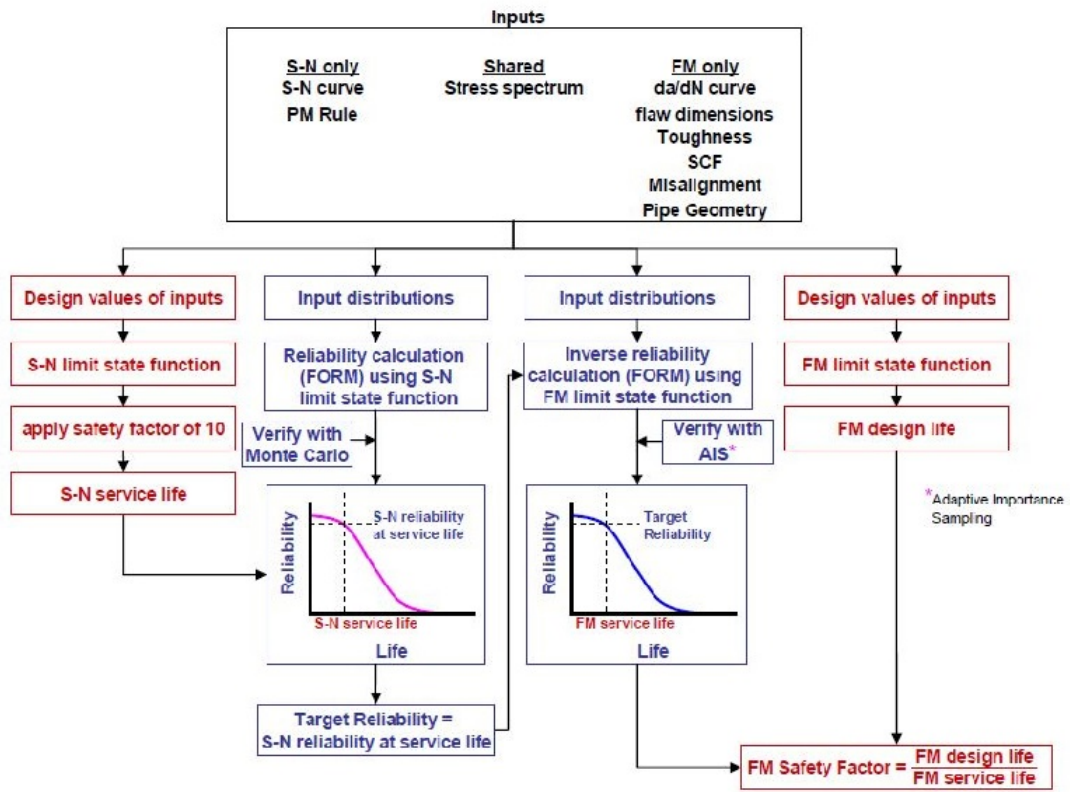 Inputs
S-N only
S-N curve
PM Rule
Shared
Stress spectrum
FM only
da/dN curve
flaw dimensions
Toughness
SCF
Misalignment
Pipe Geometry
Design values of inputs
S-N limit state function
apply safety factor of 10
S-N service life
Input distributions
Reliability calculation
(FORM) using S-N
limit state function
Verify with
Monte Carlo
Reliability
S-N reliability
at service life
S-N service life
Life
Target Reliability =
S-N reliability at service life
Input distributions
Inverse reliability
calculation (FORM) using
FM limit state function
Verify with
AIS*
Reliability
Target
Reliability
FM service life
Life
Design values of inputs
FM limit state function
FM design life
*Adaptive Importance
Sampling
FM Safety Factor = FM design life
FM service life